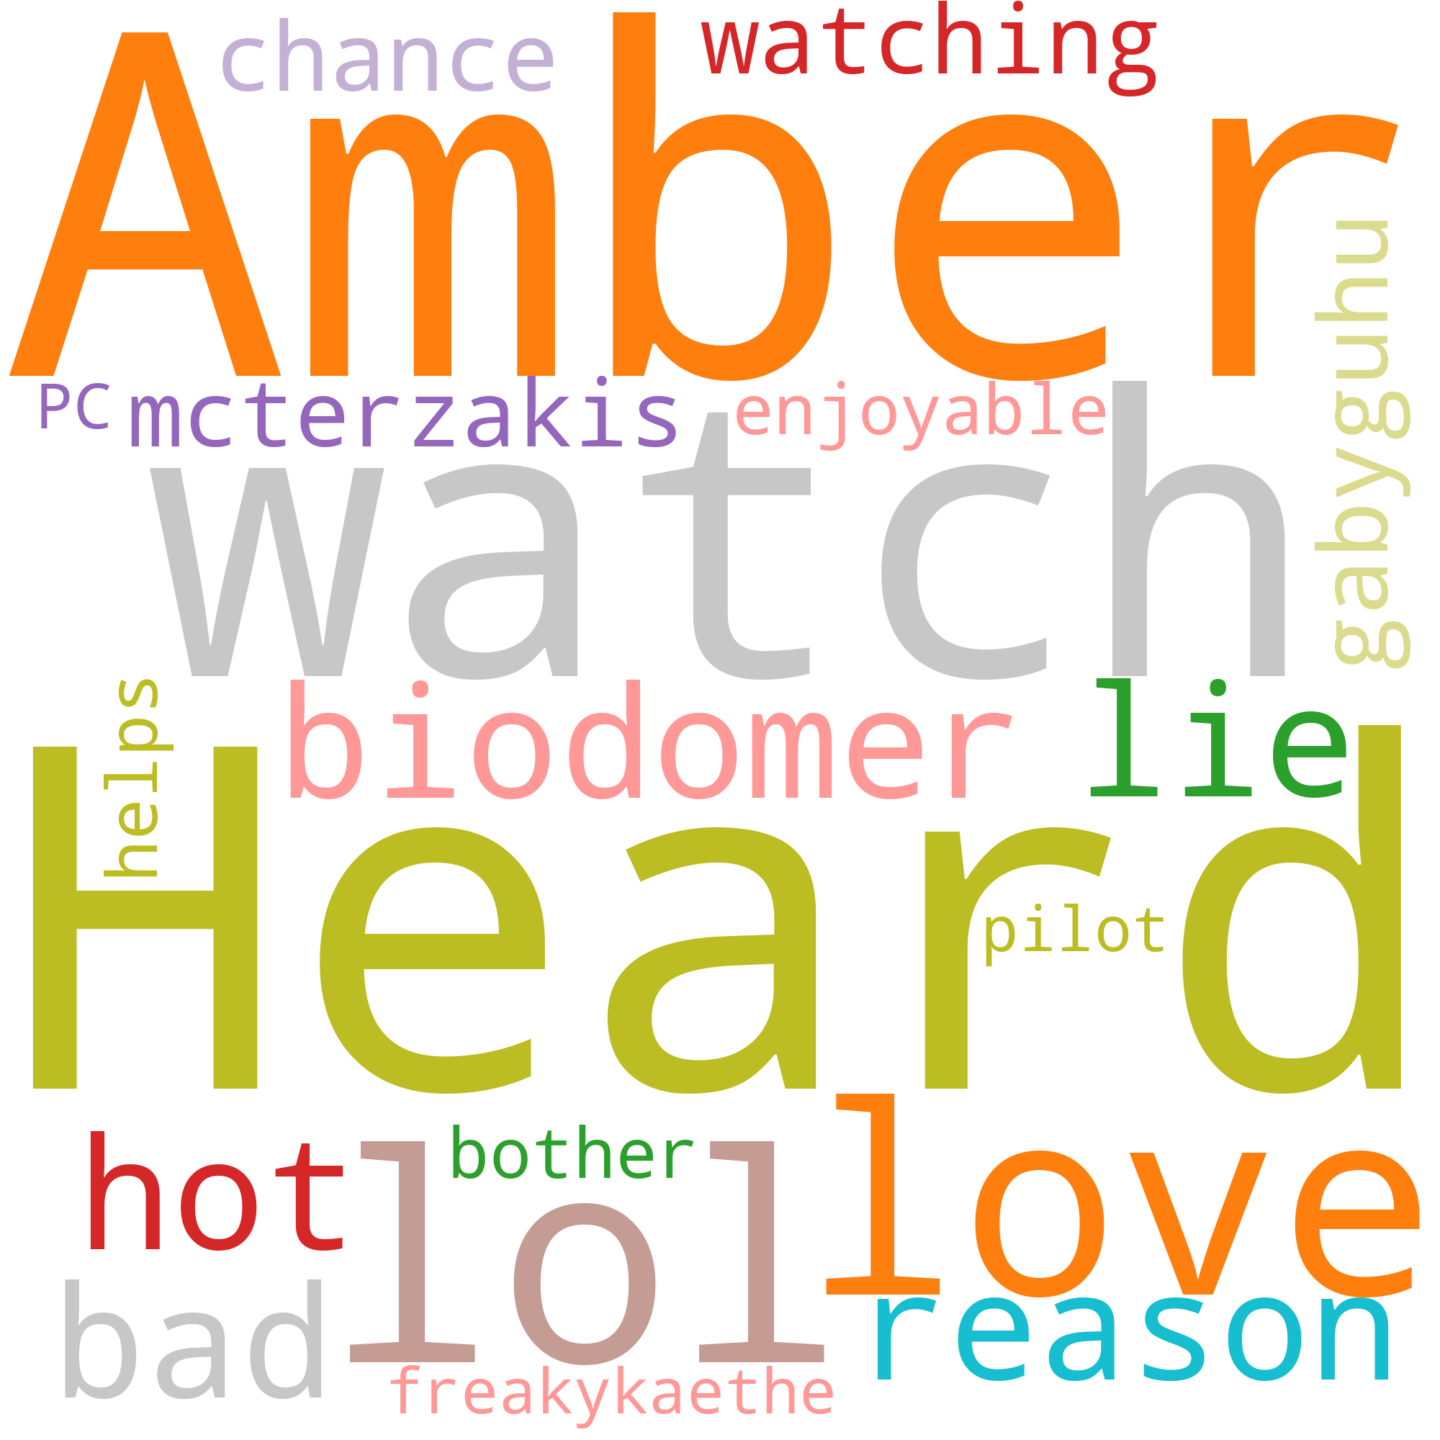 chance
watching
Amber
gabyguhu
PC
mcterzakis
enjoyable
watch
helps
biodomer
lie
Heard
pilot
hot
bother
lol
love
bad
reason
freakykaethe